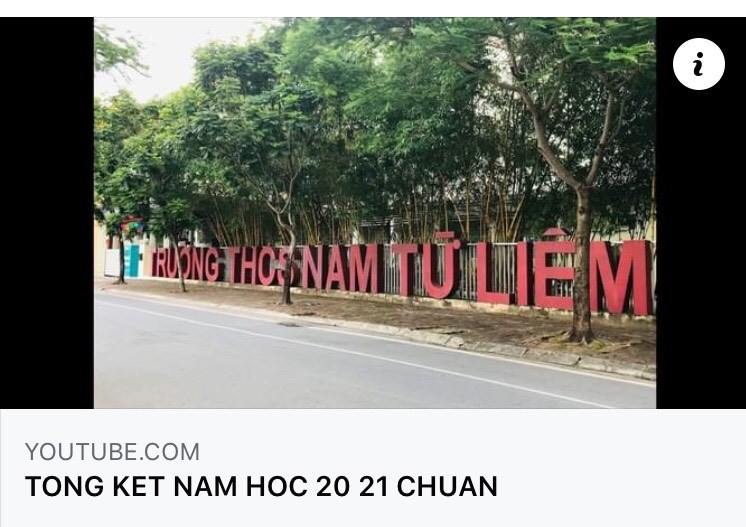 TRƯỜNG THCS NAM TỪ LIÊM
YOUTUBE.COM
TONG KET NAM HOC 20 21 CHUAN